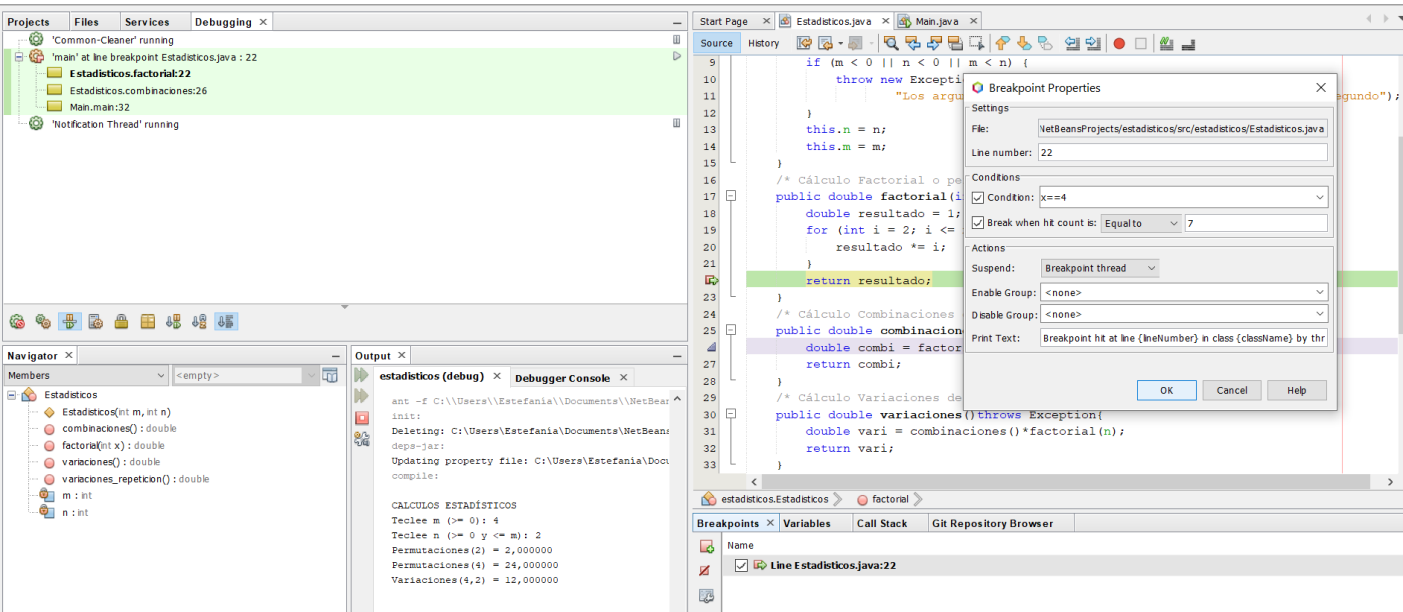 Projects Files Services Debugging ×
'Common-Cleaner' running
'main' at line breakpoint Estadisticos.java : 22
Estadisticos.factorial:22
Estadisticos.combinaciones:26
Main.main:32
'Notification Thread' running
Navigator ×
Members <empty>
Estadisticos
Estadisticos(int m, int n)
combinaciones() : double
factorial(int x) : double
variaciones() : double
variaciones_repeticion() : double
m : int
n : int
Output ×
estadisticos (debug) × Debugger Console ×
ant -f C:\\Users\\Estefanía\\Documents\\NetBean
init:
Deleting: C:\Users\Estefanía\Documents\NetBeans
deps-jar:
Updating property file: C:\Users\Estefanía\Docu
compile:
CALCULOS ESTADÍSTICOS
Teclee m (>= 0): 4
Teclee n (>= 0 y <= m): 2
Permutaciones(2) = 2,000000
Permutaciones(4) = 24,000000
Variaciones(4,2) = 12,000000
Start Page × Estadisticos.java × Main.java ×
Source History
9 if (m < 0 || n < 0 || m < n) {
10 throw new Excepti
11 "Los argu egundo");
12 }
13 this.n = n;
14 this.m = m;
15 }
16 /* Cálculo Factorial o pe
17 public double factorial(i
18 double resultado = 1;
19 for (int i = 2; i <=
20 resultado *= i;
21 }
return resultado;
23 }
24 /* Cálculo Combinaciones
25 public double combinacion
double combi = factor
27 return combi;
28 }
29 /* Cálculo Variaciones de
30 public double variaciones()throws Exception{
31 double vari = combinaciones()*factorial(n);
32 return vari;
33 }
Breakpoint Properties
Settings
File: NetBeansProjects/estadisticos/src/estadisticos/Estadisticos.java
Line number: 22
Conditions
Condition: x==4
Break when hit count is: Equal to 7
Actions
Suspend: Breakpoint thread
Enable Group: <none>
Disable Group: <none>
Print Text: Breakpoint hit at line {lineNumber} in class {className} by thr
OK Cancel Help
estadisticos.Estadisticos factorial
Breakpoints × Variables Call Stack Git Repository Browser
Name
Line Estadisticos.java:22